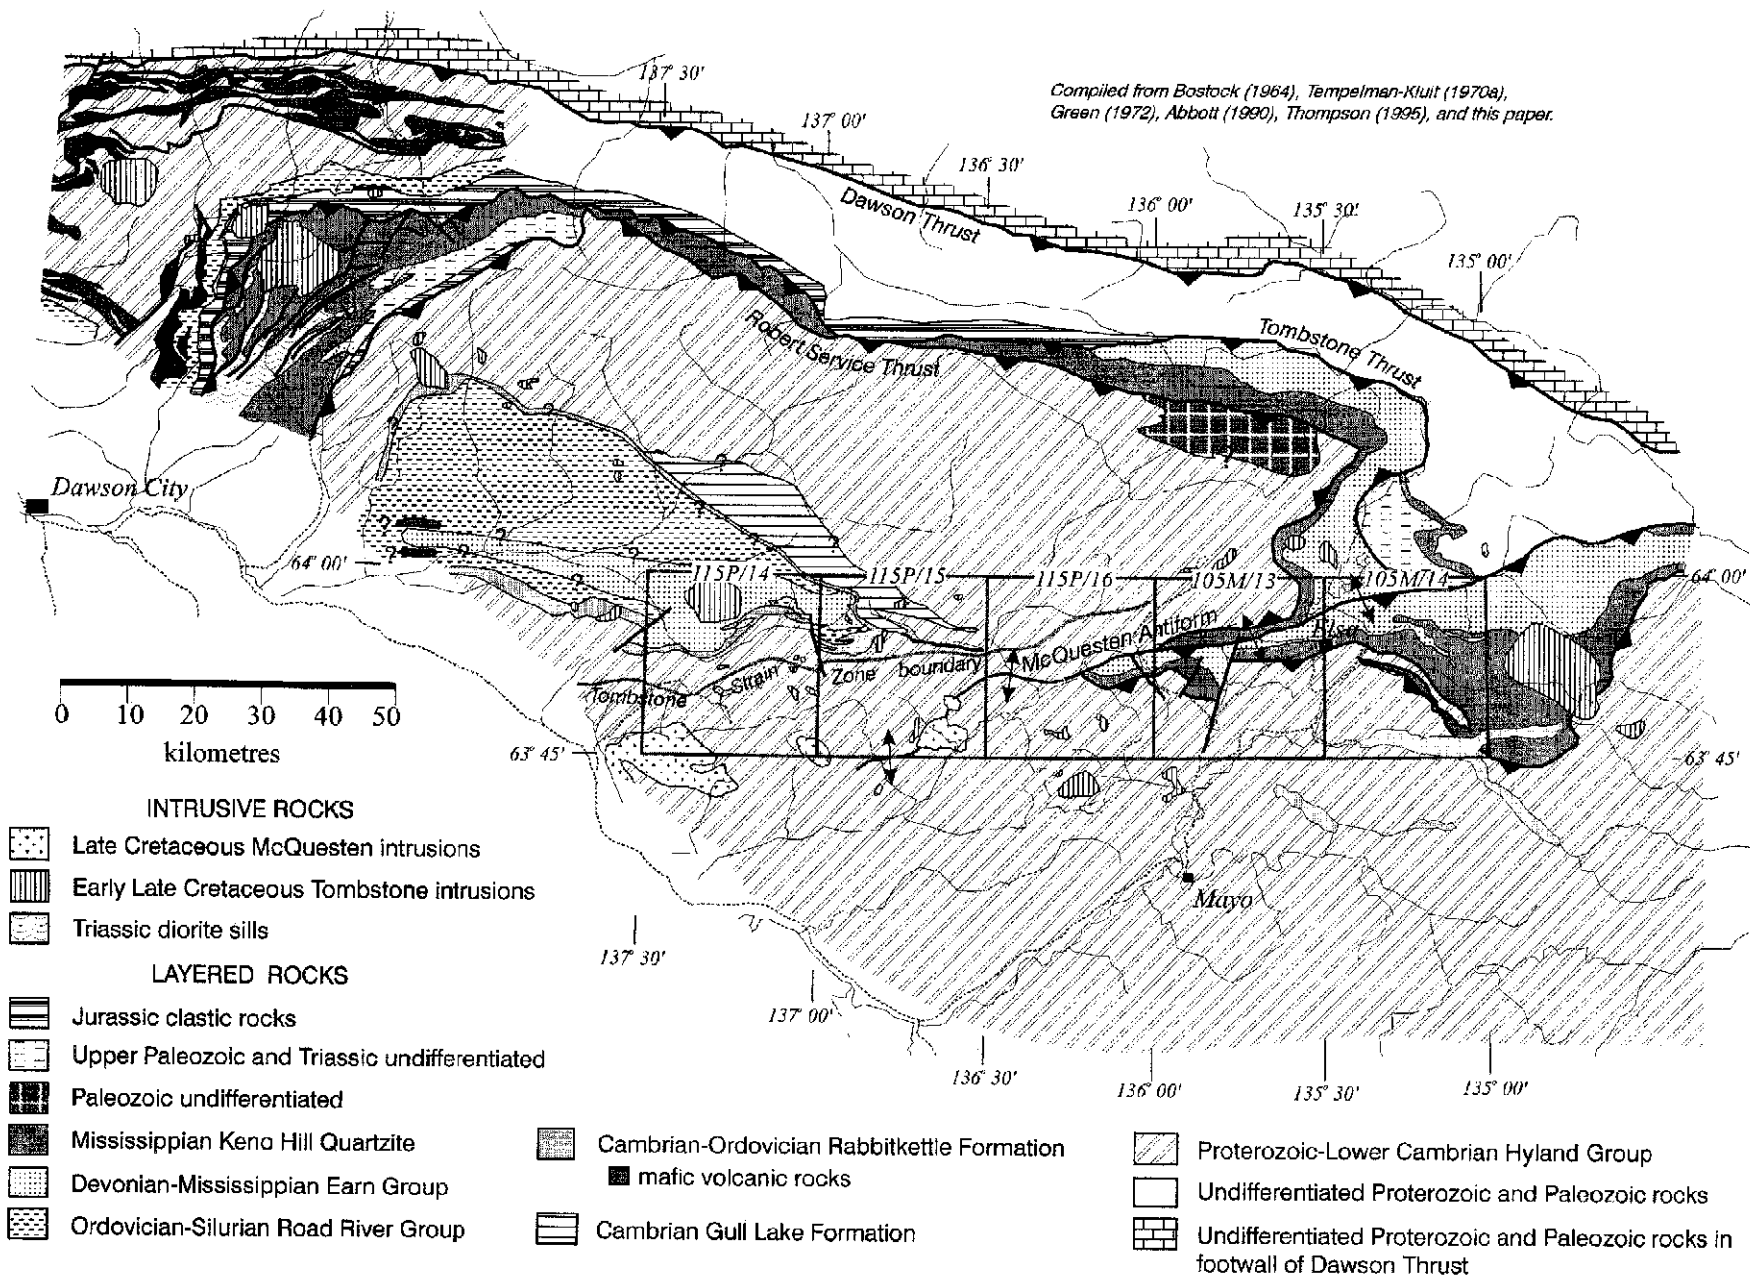 137° 30'
137° 00'
136° 30'
136° 00'
135° 30'
135° 00'
Compiled from Bostock (1964), Tempelman-Kluit (1970a),
Green (1972), Abbott (1990), Thompson (1995), and this paper.
Dawson Thrust
Robert Service Thrust
Tombstone Thrust
Dawson City
64° 00'
115P/14
115P/15
115P/16
105M/13
105M/14
64° 00'
McQuesten Antiform
Elsa
Tombstone Strain Zone boundary
0 10 20 30 40 50
kilometres
63° 45'
63° 45'
Mayo
137° 30'
137° 00'
136° 30'
136° 00'
135° 30'
135° 00'
INTRUSIVE ROCKS
Late Cretaceous McQuesten intrusions
Early Late Cretaceous Tombstone intrusions
Triassic diorite sills
LAYERED ROCKS
Jurassic clastic rocks
Upper Paleozoic and Triassic undifferentiated
Paleozoic undifferentiated
Mississippian Keno Hill Quartzite
Devonian-Mississippian Earn Group
Ordovician-Silurian Road River Group
Cambrian-Ordovician Rabbitkettle Formation
mafic volcanic rocks
Cambrian Gull Lake Formation
Proterozoic-Lower Cambrian Hyland Group
Undifferentiated Proterozoic and Paleozoic rocks
Undifferentiated Proterozoic and Paleozoic rocks in
footwall of Dawson Thrust